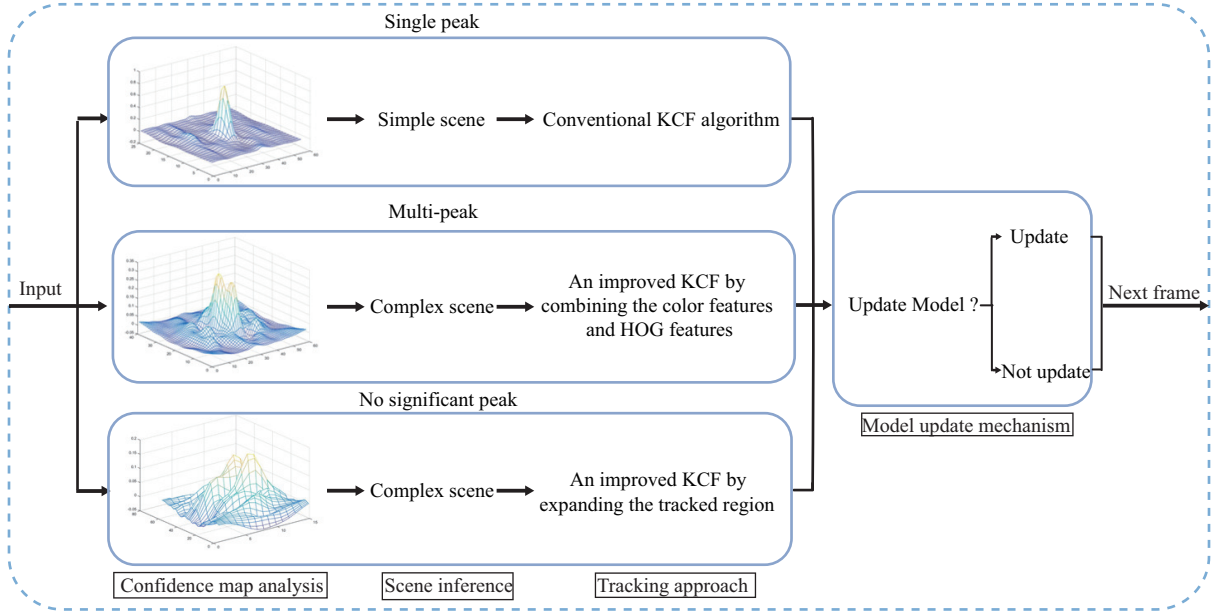 Single peak
Simple scene
Conventional KCF algorithm
Multi-peak
Input
Complex scene
An improved KCF by
combining the color features
and HOG features
Update Model ?
Update
Not update
Next frame
Model update mechanism
No significant peak
Complex scene
An improved KCF by
expanding the tracked region
Confidence map analysis
Scene inference
Tracking approach